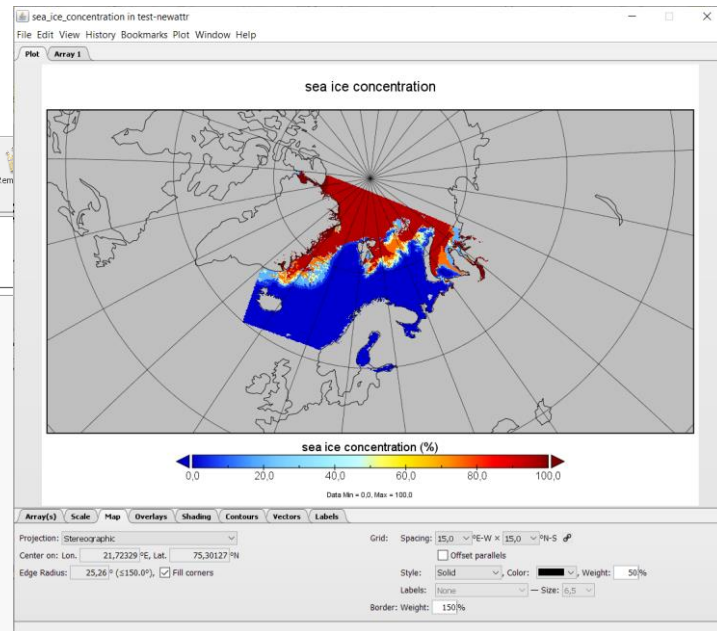 sea_ice_concentration in test-newattr
File Edit View History Bookmarks Plot Window Help
Plot Array 1
sea ice concentration
sea ice concentration (%)
0,0 20,0 40,0 60,0 80,0 100,0
Data Min = 0,0, Max = 100,0
Array(s) Scale Map Overlays Shading Contours Vectors Labels
Projection: Stereographic Grid: Spacing: 15,0 °E-W × 15,0 °N-S
Center on: Lon. 21,72329 °E, Lat. 75,30127 °N Offset parallels
Edge Radius: 25,26 ° (≤150.0°), Fill corners Style: Solid , Color: , Weight: 50 %
Labels: None — Size: 6,5
Border: Weight: 150 %